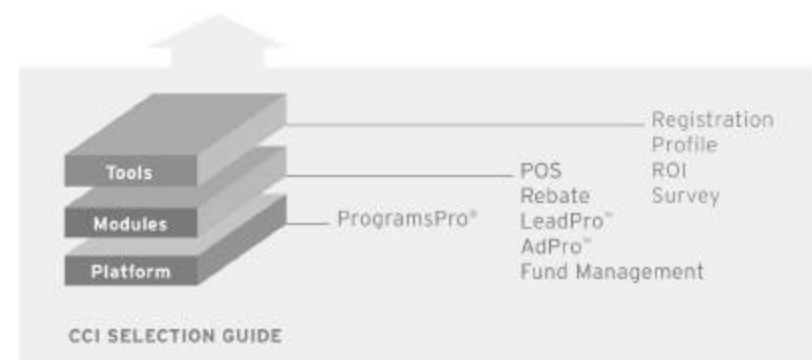 Tools
Modules
Platform
ProgramsPro®
POS
Rebate
LeadPro™
AdPro™
Fund Management
Registration
Profile
ROI
Survey
CCI SELECTION GUIDE